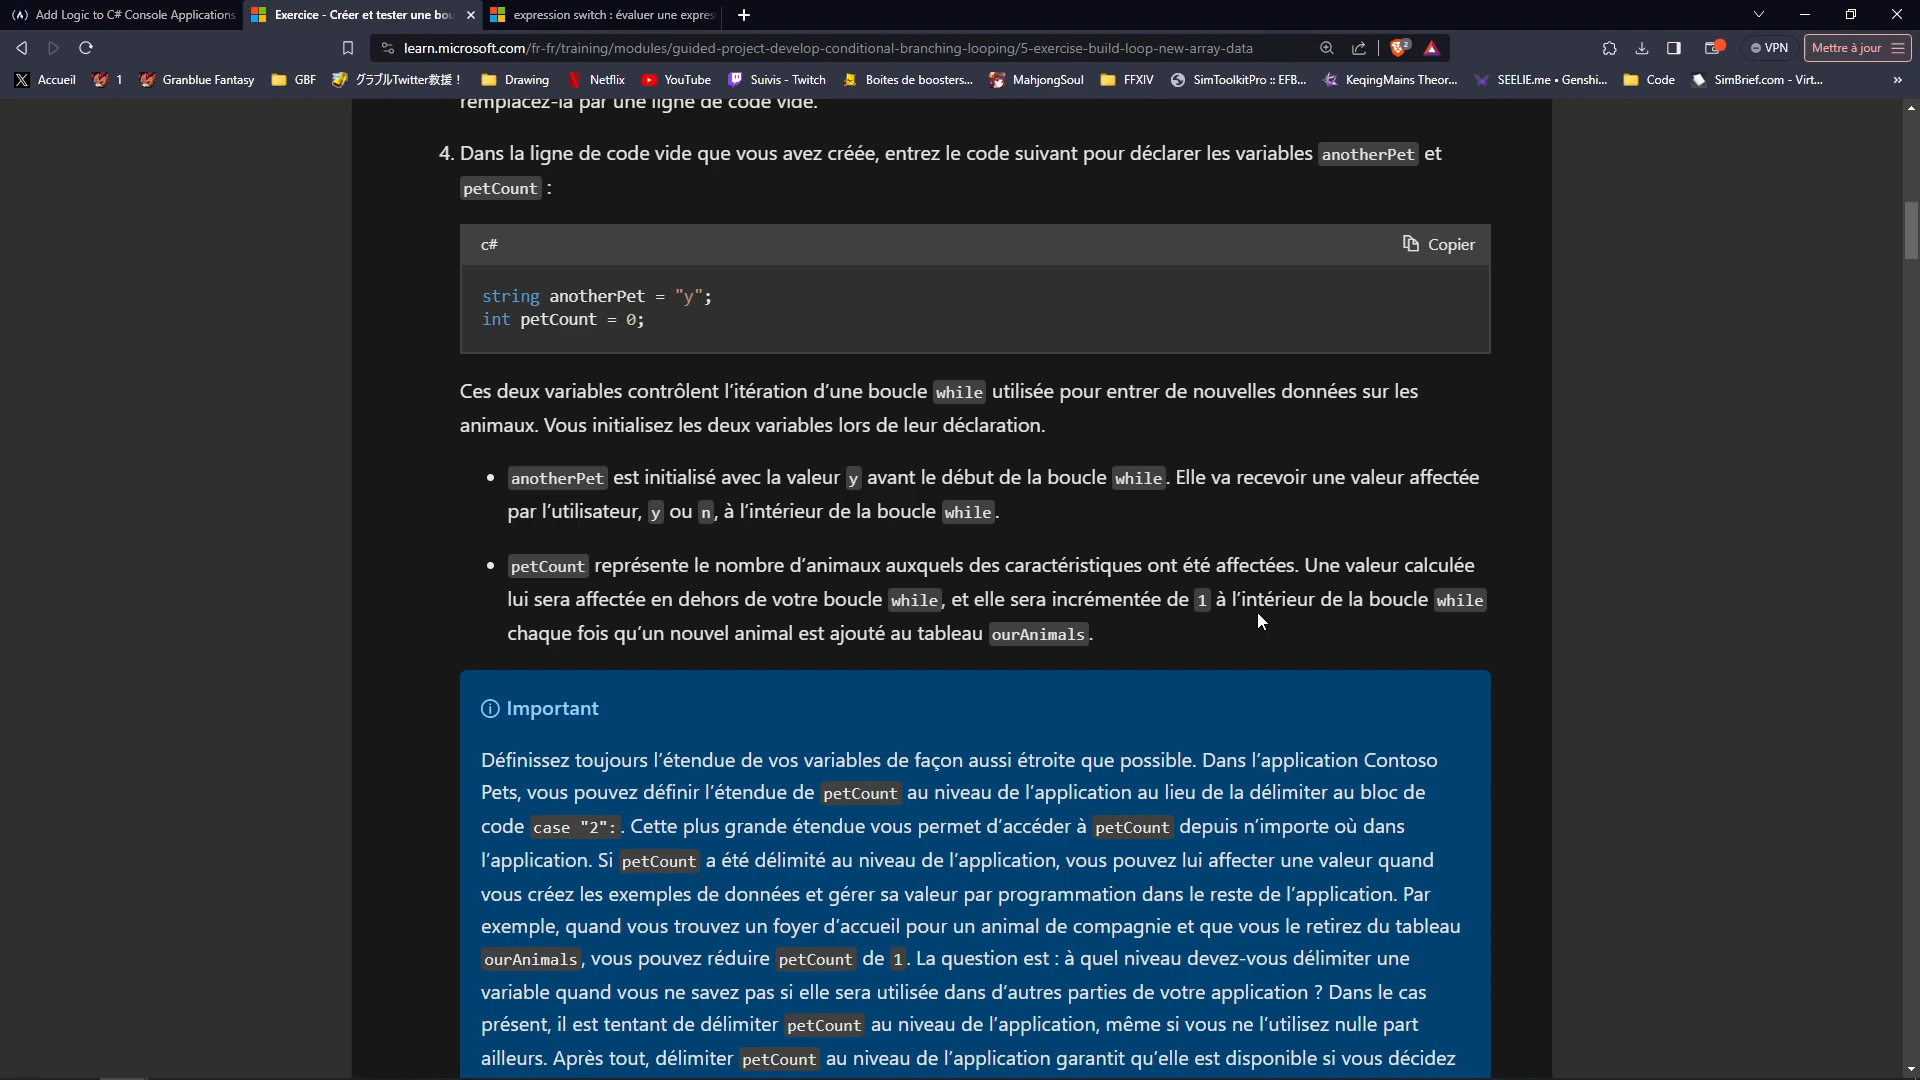 Add Logic to C# Console Applications
Exercice - Créer et tester une bou
expression switch : évaluer une expres
learn.microsoft.com/fr-fr/training/modules/guided-project-develop-conditional-branching-looping/5-exercise-build-loop-new-array-data
2
VPN
Mettre à jour
Accueil
1
Granblue Fantasy
GBF
グラブルTwitter救援！
Drawing
Netflix
YouTube
Suivis - Twitch
Boites de boosters...
MahjongSoul
FFXIV
SimToolkitPro :: EFB...
KeqingMains Theor...
SEELIE.me • Genshi...
Code
SimBrief.com - Virt...
»
remplacez-la par une ligne de code vide.
4. Dans la ligne de code vide que vous avez créée, entrez le code suivant pour déclarer les variables anotherPet et
petCount :
c#
Copier
string anotherPet = "y";
int petCount = 0;
Ces deux variables contrôlent l’itération d’une boucle while utilisée pour entrer de nouvelles données sur les
animaux. Vous initialisez les deux variables lors de leur déclaration.
• anotherPet est initialisé avec la valeur y avant le début de la boucle while. Elle va recevoir une valeur affectée
par l’utilisateur, y ou n, à l’intérieur de la boucle while.
• petCount représente le nombre d’animaux auxquels des caractéristiques ont été affectées. Une valeur calculée
lui sera affectée en dehors de votre boucle while, et elle sera incrémentée de 1 à l’intérieur de la boucle while
chaque fois qu’un nouvel animal est ajouté au tableau ourAnimals.
Important
Définissez toujours l’étendue de vos variables de façon aussi étroite que possible. Dans l’application Contoso
Pets, vous pouvez définir l’étendue de petCount au niveau de l’application au lieu de la délimiter au bloc de
code case "2":. Cette plus grande étendue vous permet d’accéder à petCount depuis n’importe où dans
l’application. Si petCount a été délimité au niveau de l’application, vous pouvez lui affecter une valeur quand
vous créez les exemples de données et gérer sa valeur par programmation dans le reste de l’application. Par
exemple, quand vous trouvez un foyer d’accueil pour un animal de compagnie et que vous le retirez du tableau
ourAnimals, vous pouvez réduire petCount de 1. La question est : à quel niveau devez-vous délimiter une
variable quand vous ne savez pas si elle sera utilisée dans d’autres parties de votre application ? Dans le cas
présent, il est tentant de délimiter petCount au niveau de l’application, même si vous ne l’utilisez nulle part
ailleurs. Après tout, délimiter petCount au niveau de l’application garantit qu’elle est disponible si vous décidez